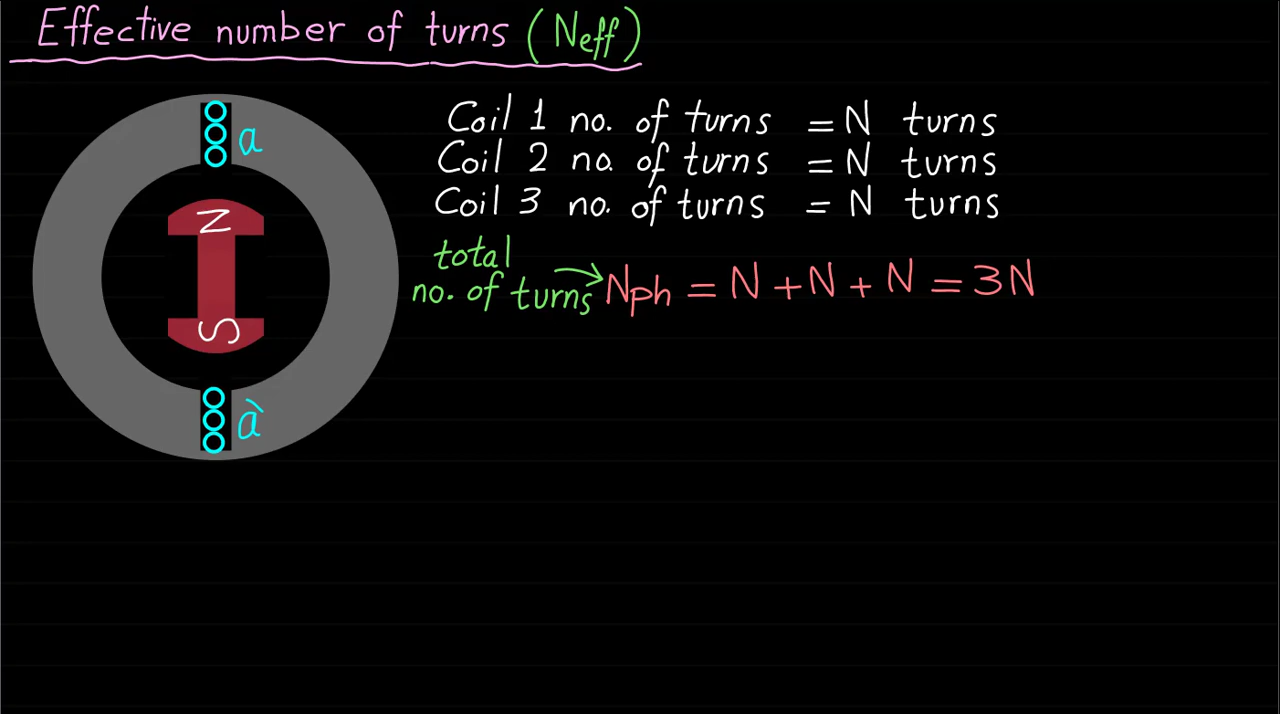 Effective number of turns (Neff)
a
N
S
à
Coil 1 no. of turns = N turns
Coil 2 no. of turns = N turns
Coil 3 no. of turns = N turns
total
no. of turns → Nph = N + N + N = 3N